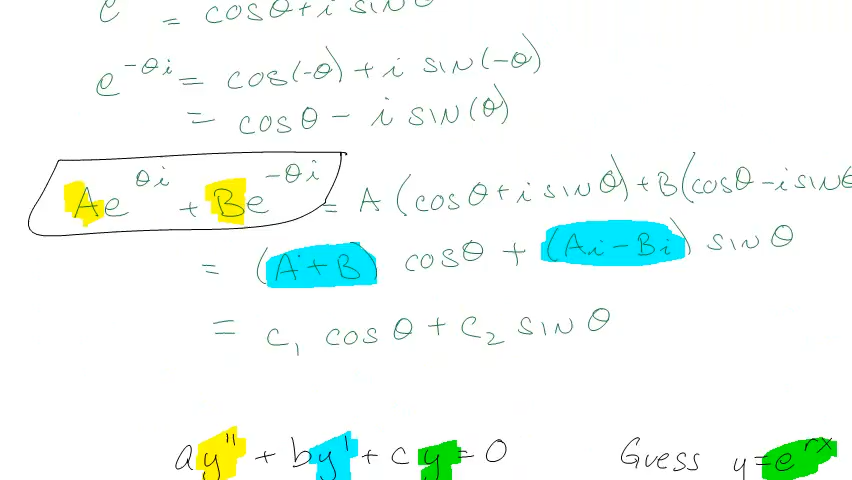 e = cosθ + i sinθ
e^{-θi} = cos(-θ) + i sin(-θ)
= cosθ - i sin(θ)
Ae^{θi} + Be^{-θi} = A(cosθ + i sinθ) + B(cosθ - i sinθ
= (A+B) cosθ + (Ai - Bi) sinθ
= c₁ cosθ + c₂ sinθ
ay'' + by' + cy = 0 Guess y = e^{rx}